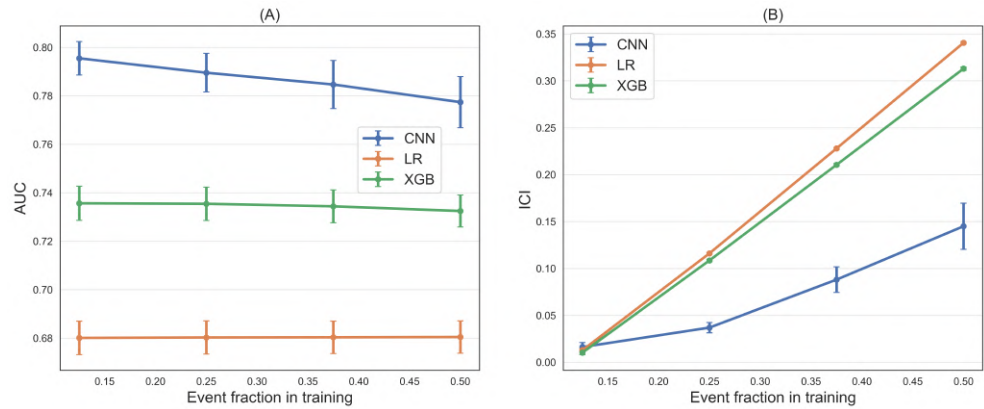 (A)
AUC
0.80
0.78
0.76
0.74
0.72
0.70
0.68
CNN
LR
XGB
0.15 0.20 0.25 0.30 0.35 0.40 0.45 0.50
Event fraction in training
(B)
ICI
0.35
0.30
0.25
0.20
0.15
0.10
0.05
0.00
CNN
LR
XGB
0.15 0.20 0.25 0.30 0.35 0.40 0.45 0.50
Event fraction in training